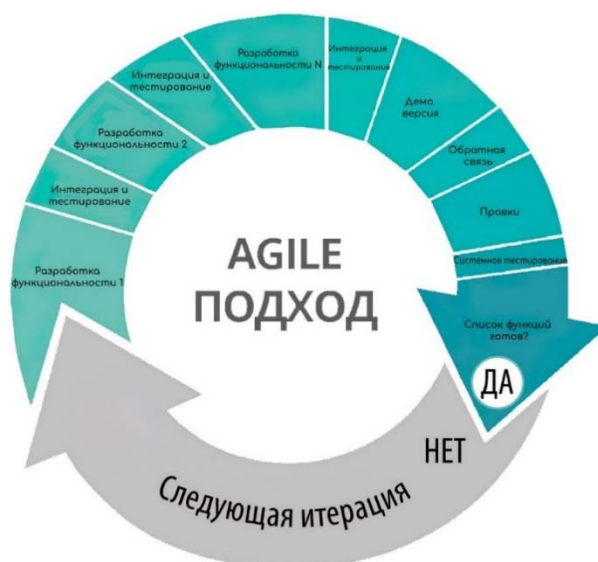 Разработка
функциональности 1
Интеграция и
тестирование
Разработка
функциональности 2
Интеграция и
тестирование
Разработка
функциональности N
Интеграция
и
тестирования
Демо
версия
Обратная
связь
Правки
Системное тестирование
Список функций
готов?
ДА
НЕТ
Следующая итерация
AGILE
ПОДХОД